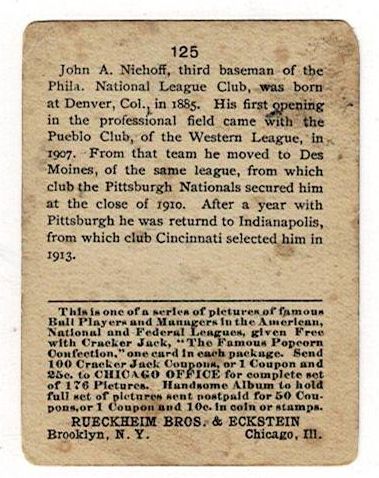 125
John A. Niehoff, third baseman of the
Phila. National League Club, was born
at Denver, Col., in 1885. His first opening
in the professional field came with the
Pueblo Club, of the Western League, in
1907. From that team he moved to Des
Moines, of the same league, from which
club the Pittsburgh Nationals secured him
at the close of 1910. After a year with
Pittsburgh he was returnd to Indianapolis,
from which club Cincinnati selected him in
1913.
This is one of a series of pictures of famous
Ball Players and Managers in the American,
National and Federal Leagues, given Free
with Cracker Jack, "The Famous Popcorn
Confection," one card in each package. Send
100 Cracker Jack Coupons, or 1 Coupon and
25c. to CHICAGO OFFICE for complete set
of 176 Pictures. Handsome Album to hold
full set of pictures sent postpaid for 50 Cou-
pons, or 1 Coupon and 10c. in coin or stamps.
RUECKHEIM BROS. & ECKSTEIN
Brooklyn, N. Y. Chicago, Ill.